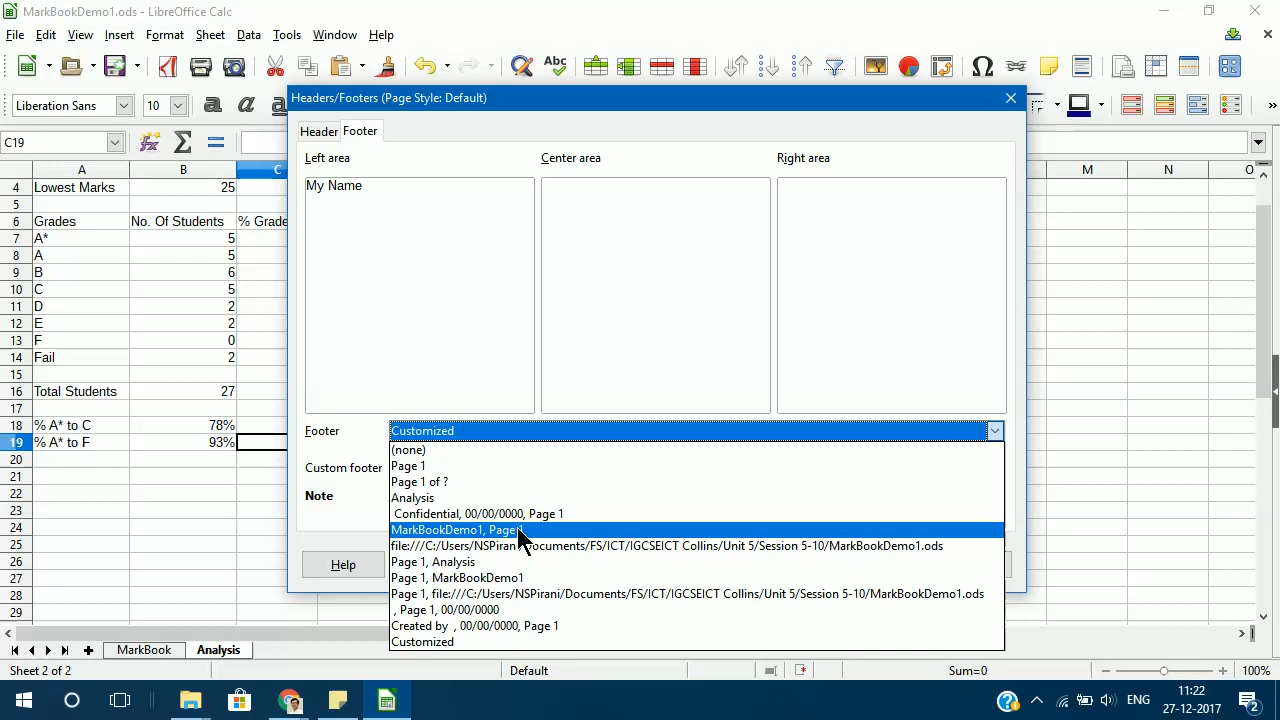 MarkBookDemo1.ods - LibreOffice Calc
File Edit View Insert Format Sheet Data Tools Window Help
Liberation Sans 10
Headers/Footers (Page Style: Default)
C19
Header Footer
Left area Center area Right area
My Name
A B C M N O
4 Lowest Marks 25
5
6 Grades No. Of Students % Grade
7 A* 5
8 A 5
9 B 6
10 C 5
11 D 2
12 E 2
13 F 0
14 Fail 2
15
16 Total Students 27
17
18 % A* to C 78%
19 % A* to F 93%
20
21
22
23
24
25
26
27
28
29
Footer Customized
(none)
Page 1
Page 1 of ?
Analysis
Confidential, 00/00/0000, Page 1
MarkBookDemo1, Page 1
file:///C:/Users/NSPirani/Documents/FS/ICT/IGCSEICT Collins/Unit 5/Session 5-10/MarkBookDemo1.ods
Page 1, Analysis
Page 1, MarkBookDemo1
Page 1, file:///C:/Users/NSPirani/Documents/FS/ICT/IGCSEICT Collins/Unit 5/Session 5-10/MarkBookDemo1.ods
, Page 1, 00/00/0000
Created by , 00/00/0000, Page 1
Customized
Custom footer
Note
Help
MarkBook Analysis
Sheet 2 of 2 Default Sum=0 100%
ENG 11:22
27-12-2017
2